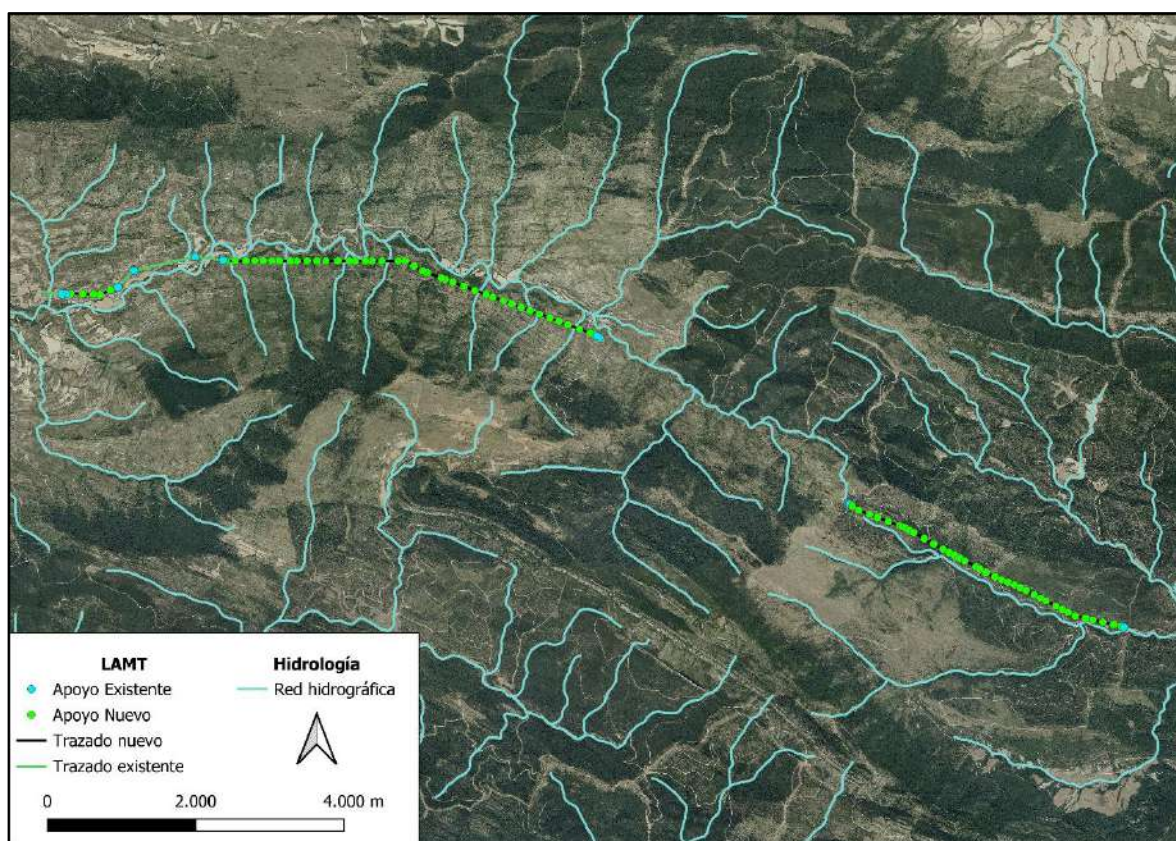 LAMT
Apoyo Existente
Apoyo Nuevo
Trazado nuevo
Trazado existente
Hidrología
Red hidrográfica
0 2.000 4.000 m